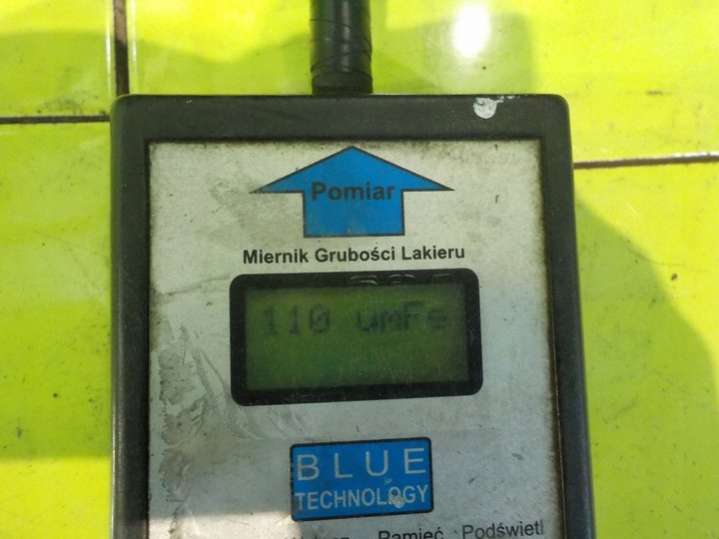 Pomiar
Miernik Grubości Lakieru
110 umFe
BLUE
TECHNOLOGY
Pamięć Podświetl